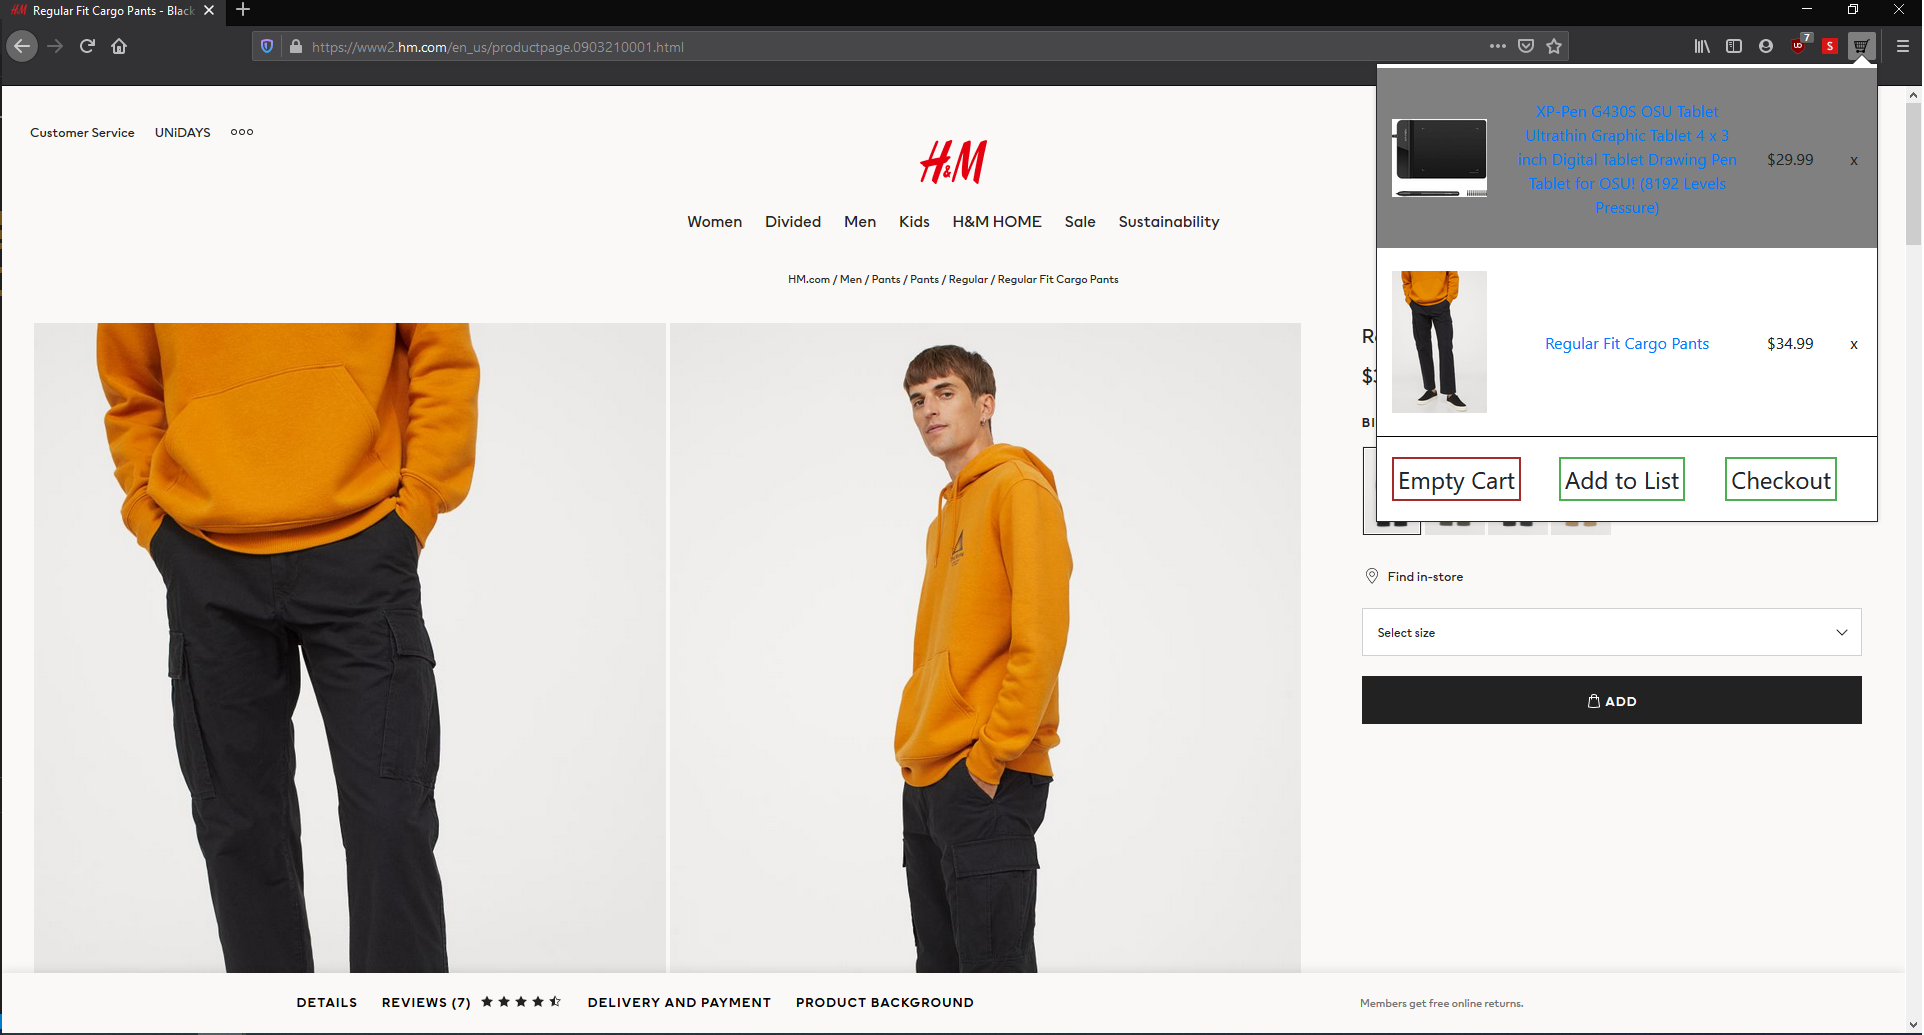 H&M Regular Fit Cargo Pants - Black
https://www2.hm.com/en_us/productpage.0903210001.html
7
S
Customer Service UNiDAYS
H&M
Women Divided Men Kids H&M HOME Sale Sustainability
HM.com / Men / Pants / Pants / Regular / Regular Fit Cargo Pants
XP-Pen G430S OSU Tablet
Ultrathin Graphic Tablet 4 x 3
inch Digital Tablet Drawing Pen
Tablet for OSU! (8192 Levels
Pressure)
$29.99 x
Regular Fit Cargo Pants $34.99 x
Empty Cart Add to List Checkout
Find in-store
Select size
ADD
DETAILS REVIEWS (7) DELIVERY AND PAYMENT PRODUCT BACKGROUND
Members get free online returns.